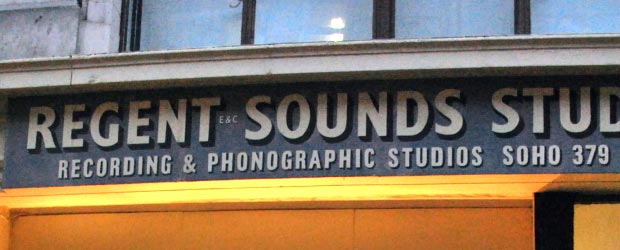 REGENT E&C SOUNDS STUD
RECORDING & PHONOGRAPHIC STUDIOS SOHO 379